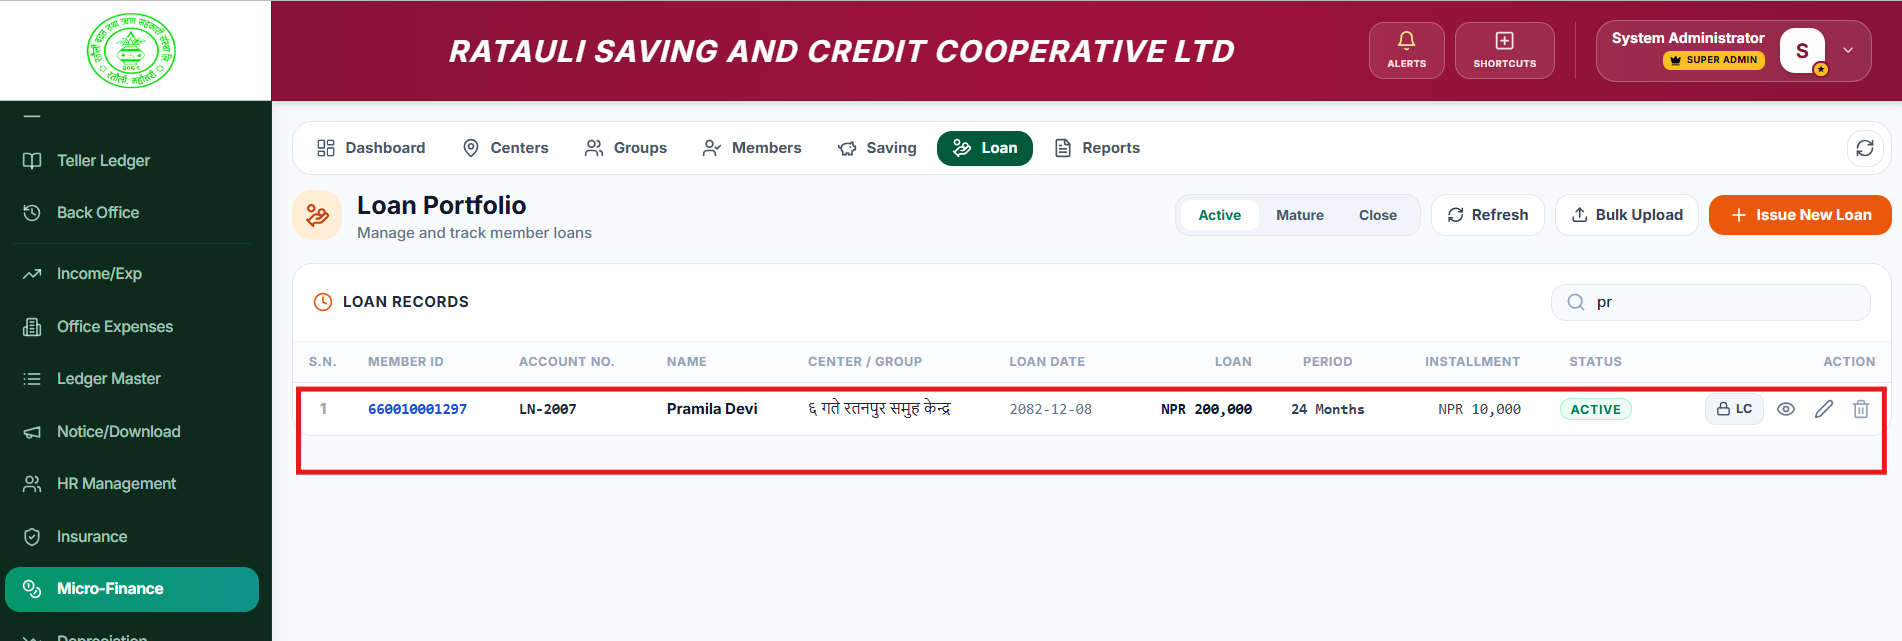 RATAULI SAVING AND CREDIT COOPERATIVE LTD
ALERTS
SHORTCUTS
System Administrator
SUPER ADMIN
S
Teller Ledger
Back Office
Income/Exp
Office Expenses
Ledger Master
Notice/Download
HR Management
Insurance
Micro-Finance
Depreciation
Dashboard
Centers
Groups
Members
Saving
Loan
Reports
Loan Portfolio
Manage and track member loans
Active
Mature
Close
Refresh
Bulk Upload
Issue New Loan
LOAN RECORDS
pr
S.N. MEMBER ID ACCOUNT NO. NAME CENTER / GROUP LOAN DATE LOAN PERIOD INSTALLMENT STATUS ACTION
1 660010001297 LN-2007 Pramila Devi ६ गते रतनपुर समुह केन्द्र 2082-12-08 NPR 200,000 24 Months NPR 10,000 ACTIVE LC